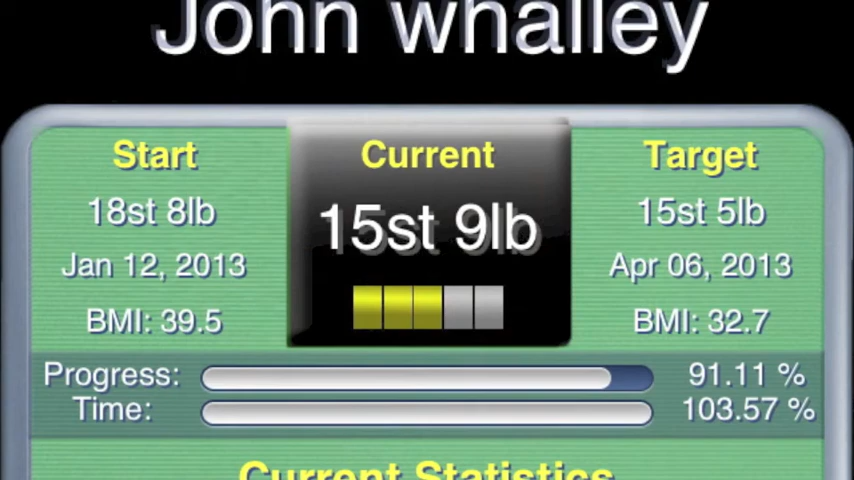 John whalley
Start
Current
Target
18st 8lb
15st 9lb
15st 5lb
Jan 12, 2013
Apr 06, 2013
BMI: 39.5
BMI: 32.7
Progress:
91.11 %
Time:
103.57 %
Current Statistics